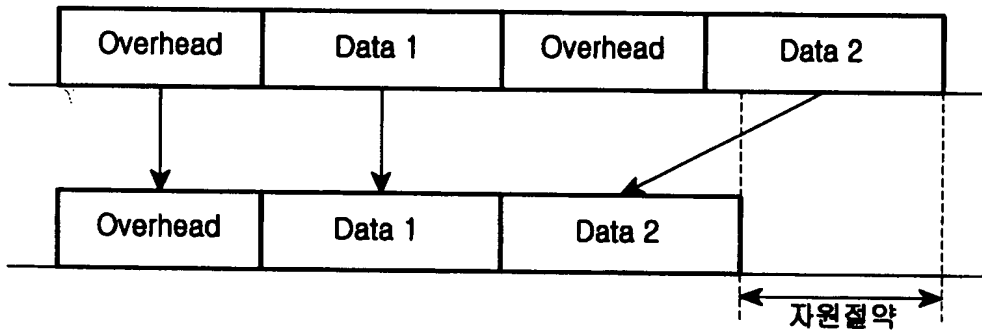 Overhead Data 1 Overhead Data 2
Overhead Data 1 Data 2
자원절약